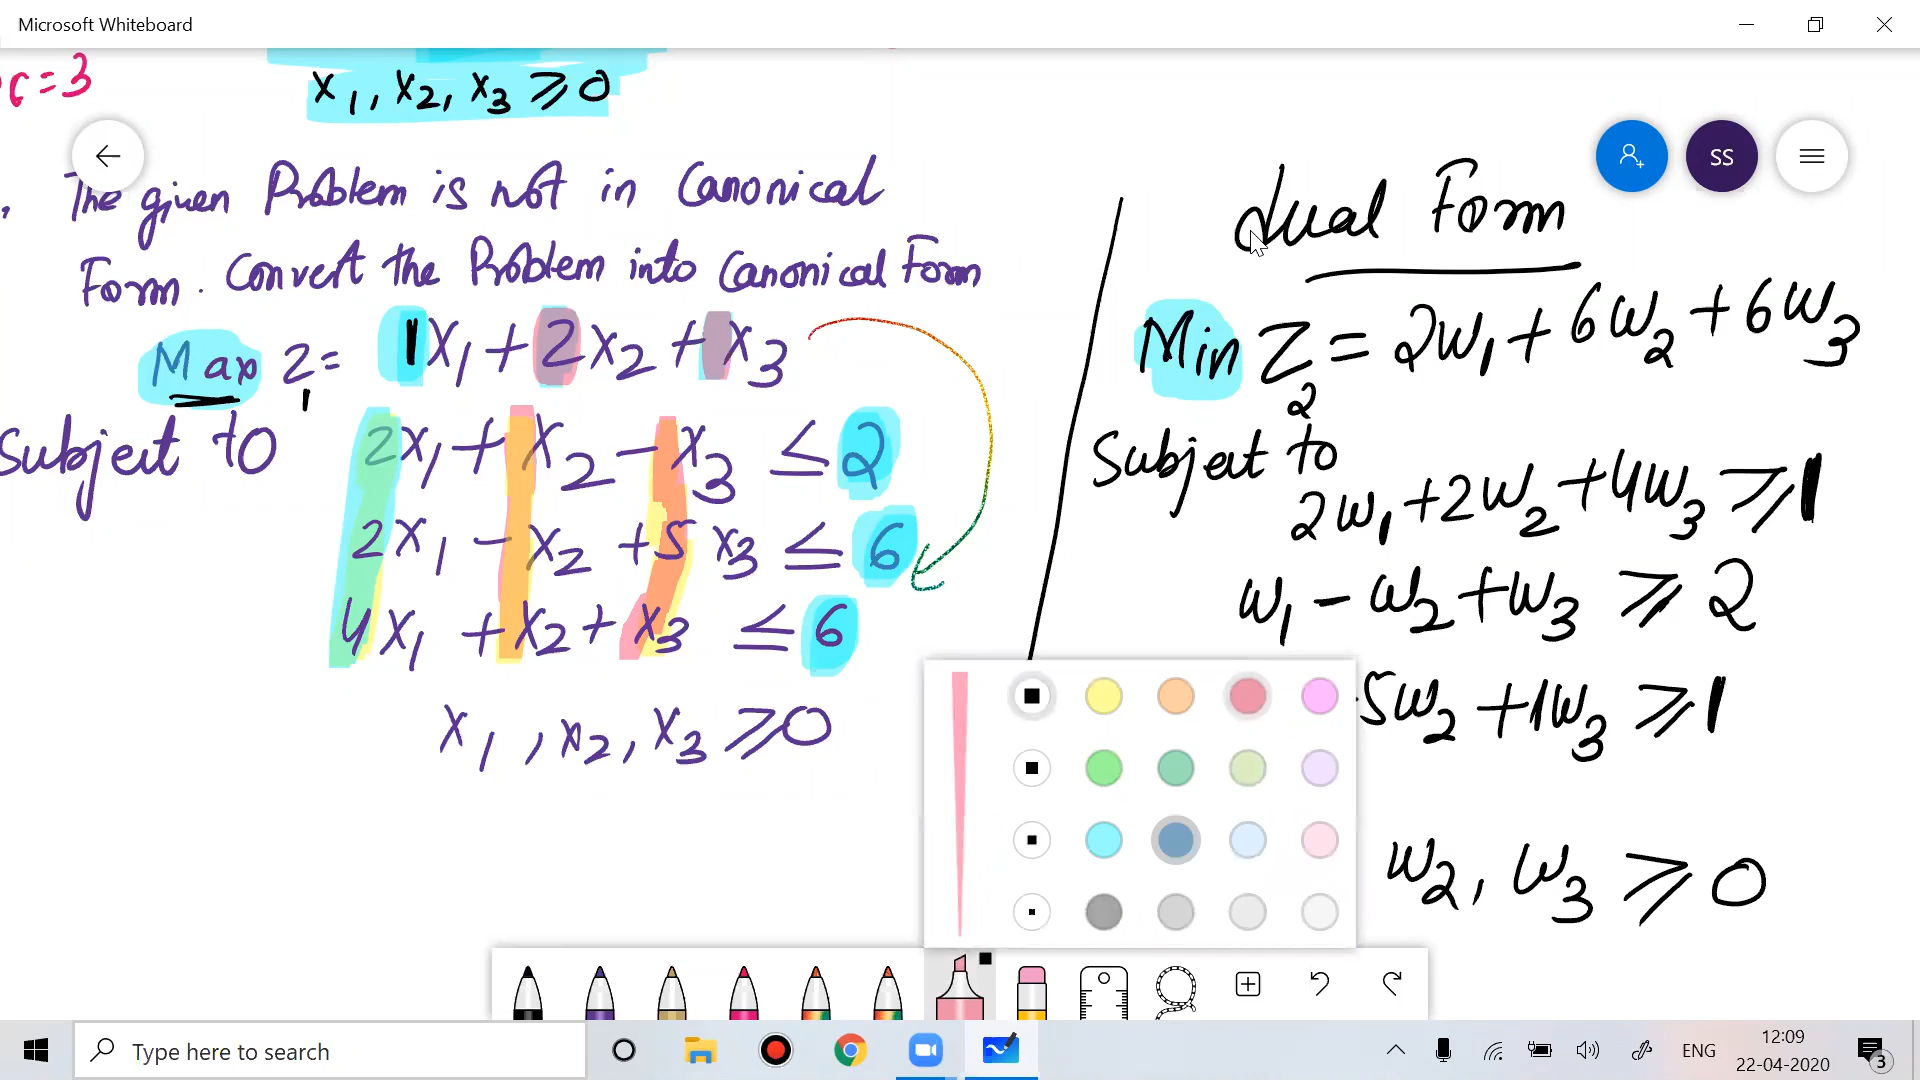 Microsoft Whiteboard
r=3
x1, x2, x3 ≥ 0
SS
The given Problem is not in Canonical
Form. Convert the Problem into Canonical Form
Max Z1 = 1x1 + 2x2 + x3
Subject to 2x1 + x2 - x3 ≤ 2
2x1 - x2 + 5x3 ≤ 6
4x1 + x2 + x3 ≤ 6
x1, x2, x3 ≥ 0
dual Form
Min Z2 = 2w1 + 6w2 + 6w3
Subject to
2w1 + 2w2 + 4w3 ≥ 1
w1 - w2 + w3 ≥ 2
5w2 + 1w3 ≥ 1
w2, w3 ≥ 0
Type here to search
ENG
12:09
22-04-2020
3